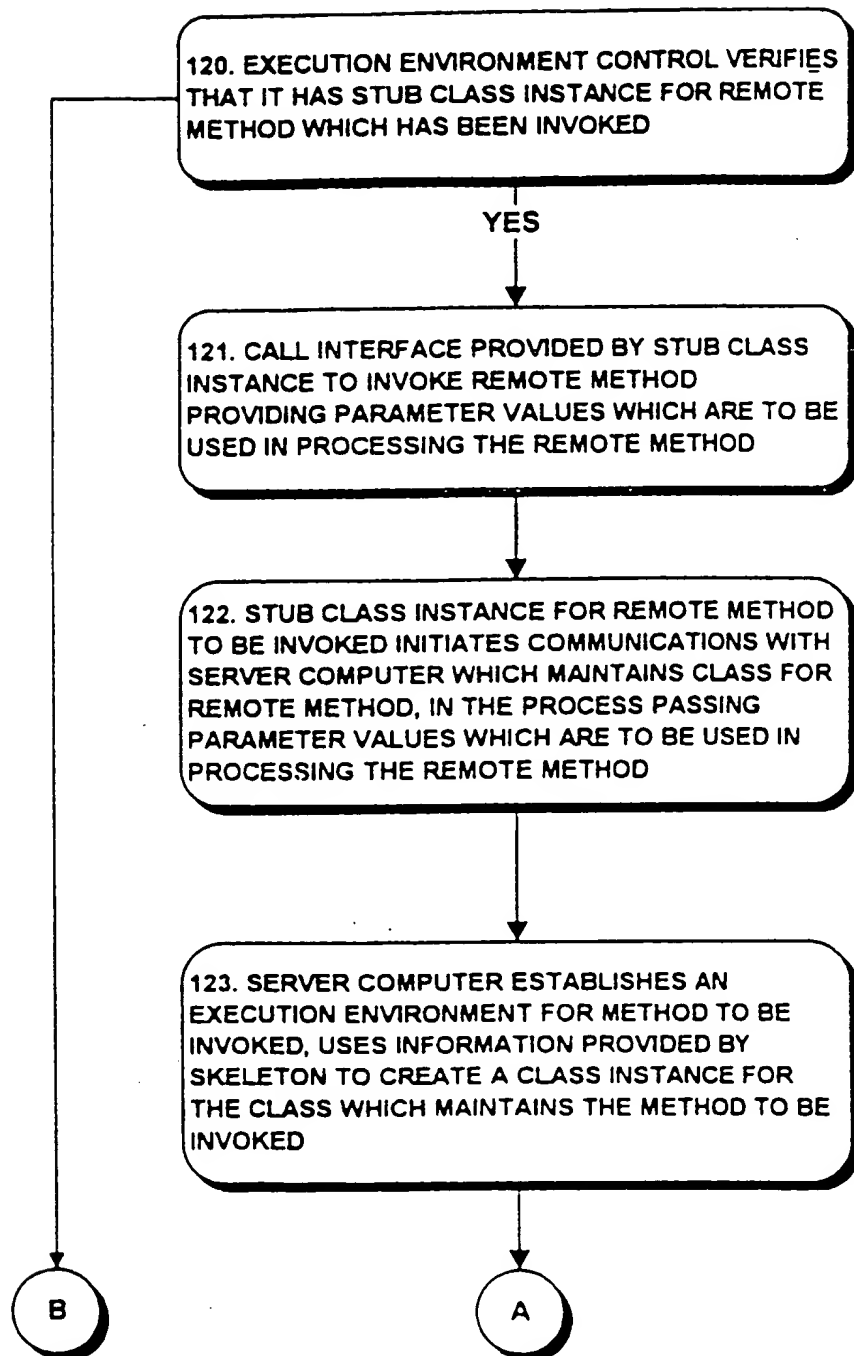 120. EXECUTION ENVIRONMENT CONTROL VERIFIES
THAT IT HAS STUB CLASS INSTANCE FOR REMOTE
METHOD WHICH HAS BEEN INVOKED
YES
121. CALL INTERFACE PROVIDED BY STUB CLASS
INSTANCE TO INVOKE REMOTE METHOD
PROVIDING PARAMETER VALUES WHICH ARE TO BE
USED IN PROCESSING THE REMOTE METHOD
122. STUB CLASS INSTANCE FOR REMOTE METHOD
TO BE INVOKED INITIATES COMMUNICATIONS WITH
SERVER COMPUTER WHICH MAINTAINS CLASS FOR
REMOTE METHOD, IN THE PROCESS PASSING
PARAMETER VALUES WHICH ARE TO BE USED IN
PROCESSING THE REMOTE METHOD
123. SERVER COMPUTER ESTABLISHES AN
EXECUTION ENVIRONMENT FOR METHOD TO BE
INVOKED, USES INFORMATION PROVIDED BY
SKELETON TO CREATE A CLASS INSTANCE FOR
THE CLASS WHICH MAINTAINS THE METHOD TO BE
INVOKED
B
A